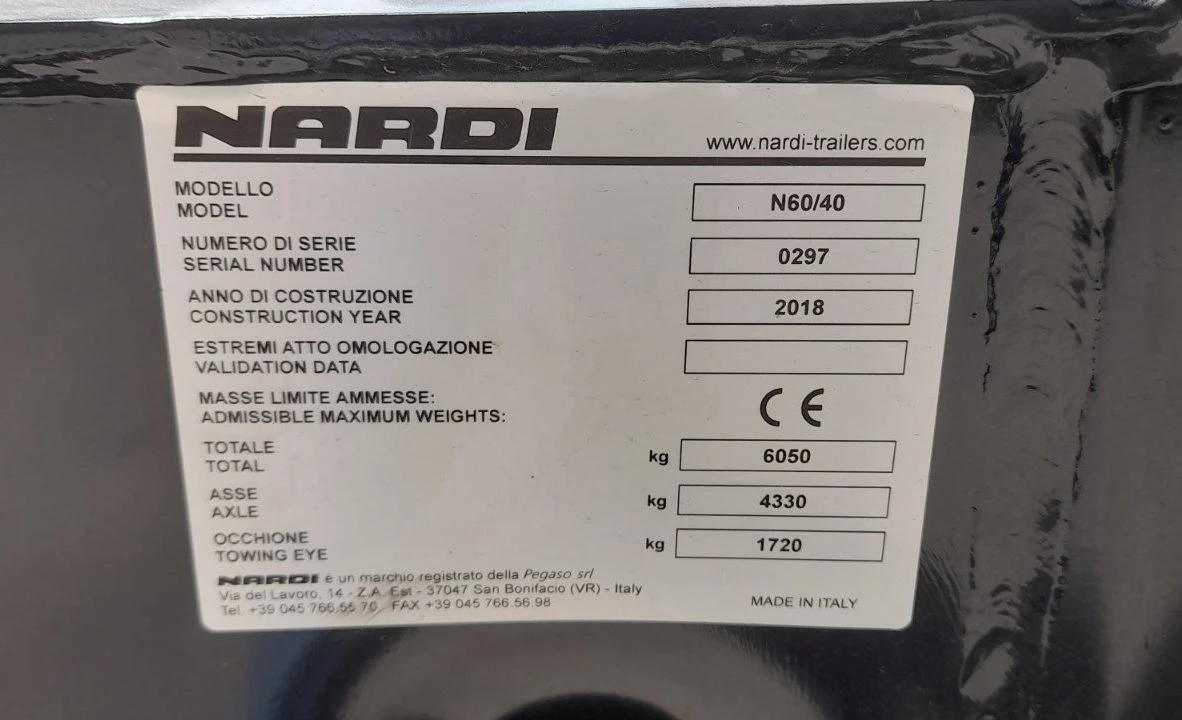 NARDI
www.nardi-trailers.com
MODELLO
MODEL
N60/40
NUMERO DI SERIE
SERIAL NUMBER
0297
ANNO DI COSTRUZIONE
CONSTRUCTION YEAR
2018
ESTREMI ATTO OMOLOGAZIONE
VALIDATION DATA
MASSE LIMITE AMMESSE:
ADMISSIBLE MAXIMUM WEIGHTS:
CE
TOTALE
TOTAL
kg 6050
ASSE
AXLE
kg 4330
OCCHIONE
TOWING EYE
kg 1720
NARDI è un marchio registrato della Pegaso srl
Via del Lavoro, 14 - Z.A. Est - 37047 San Bonifacio (VR) - Italy
Tel. +39 045 766.55.70, FAX +39 045 766.56.98
MADE IN ITALY